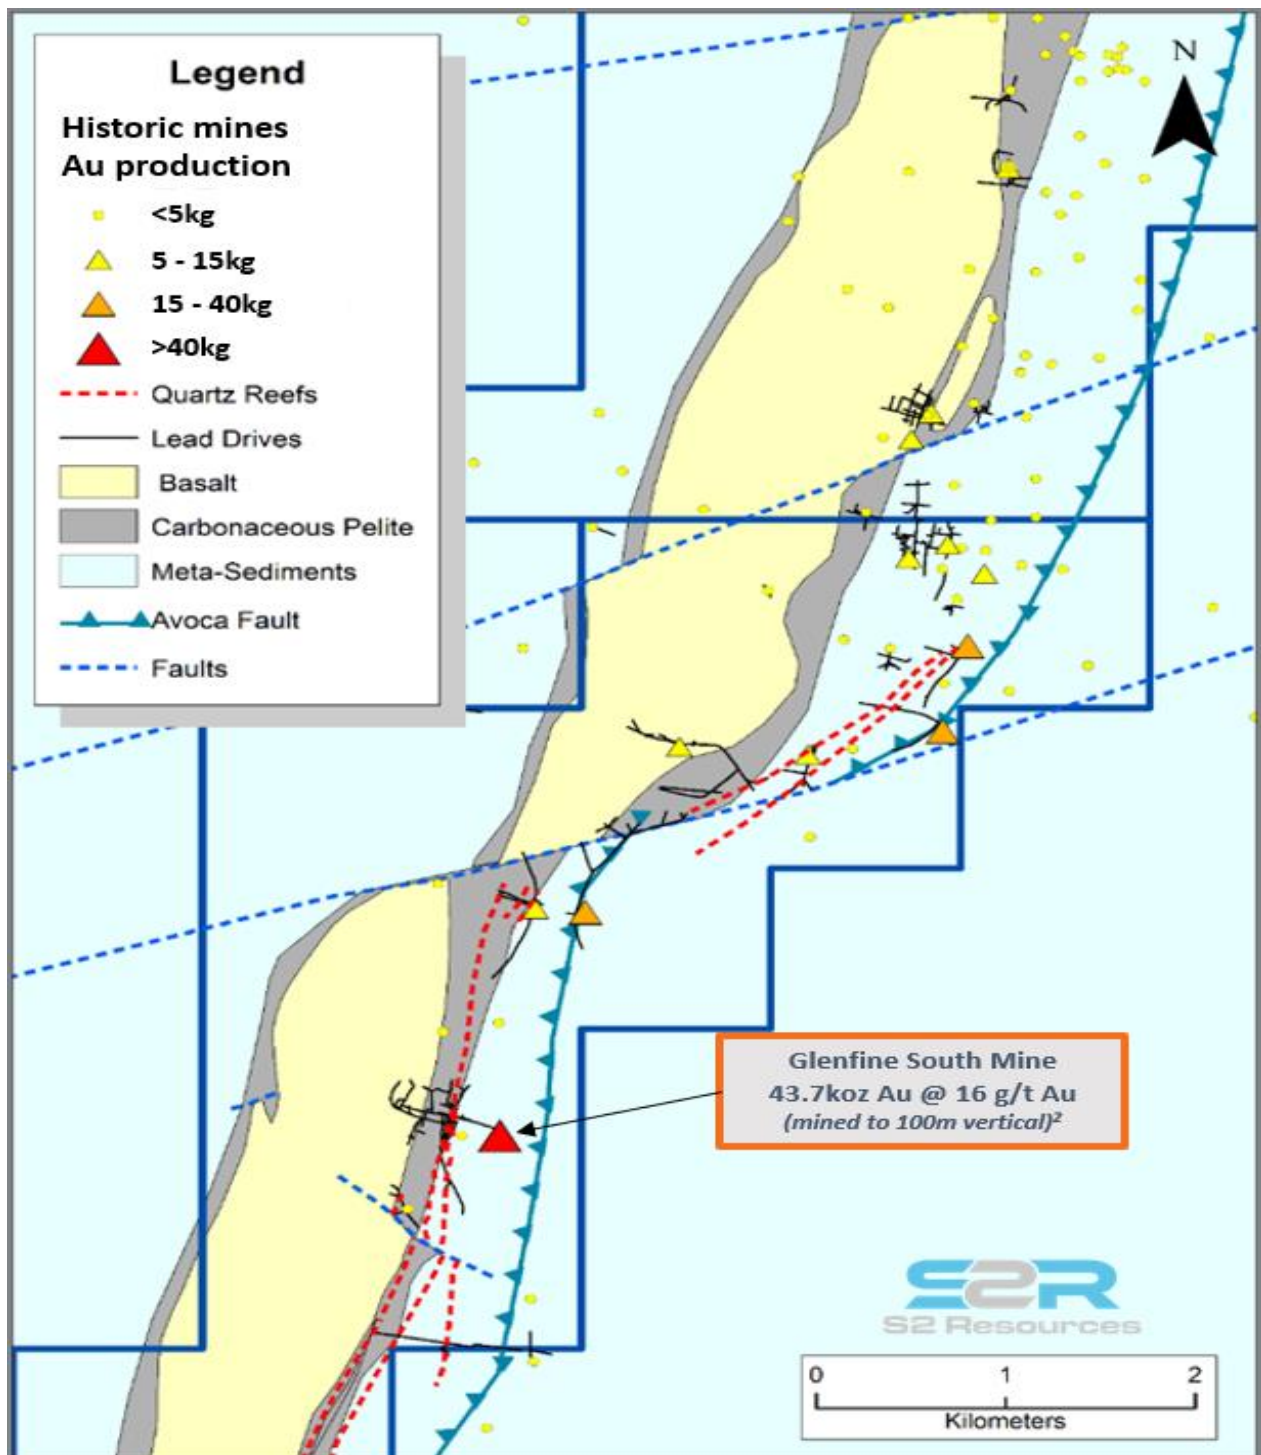 Legend
Historic mines
Au production
<5kg
5 - 15kg
15 - 40kg
>40kg
Quartz Reefs
Lead Drives
Basalt
Carbonaceous Pelite
Meta-Sediments
Avoca Fault
Faults
N
Glenfine South Mine
43.7koz Au @ 16 g/t Au
(mined to 100m vertical)²
S2R
S2 Resources
0 1 2
Kilometers